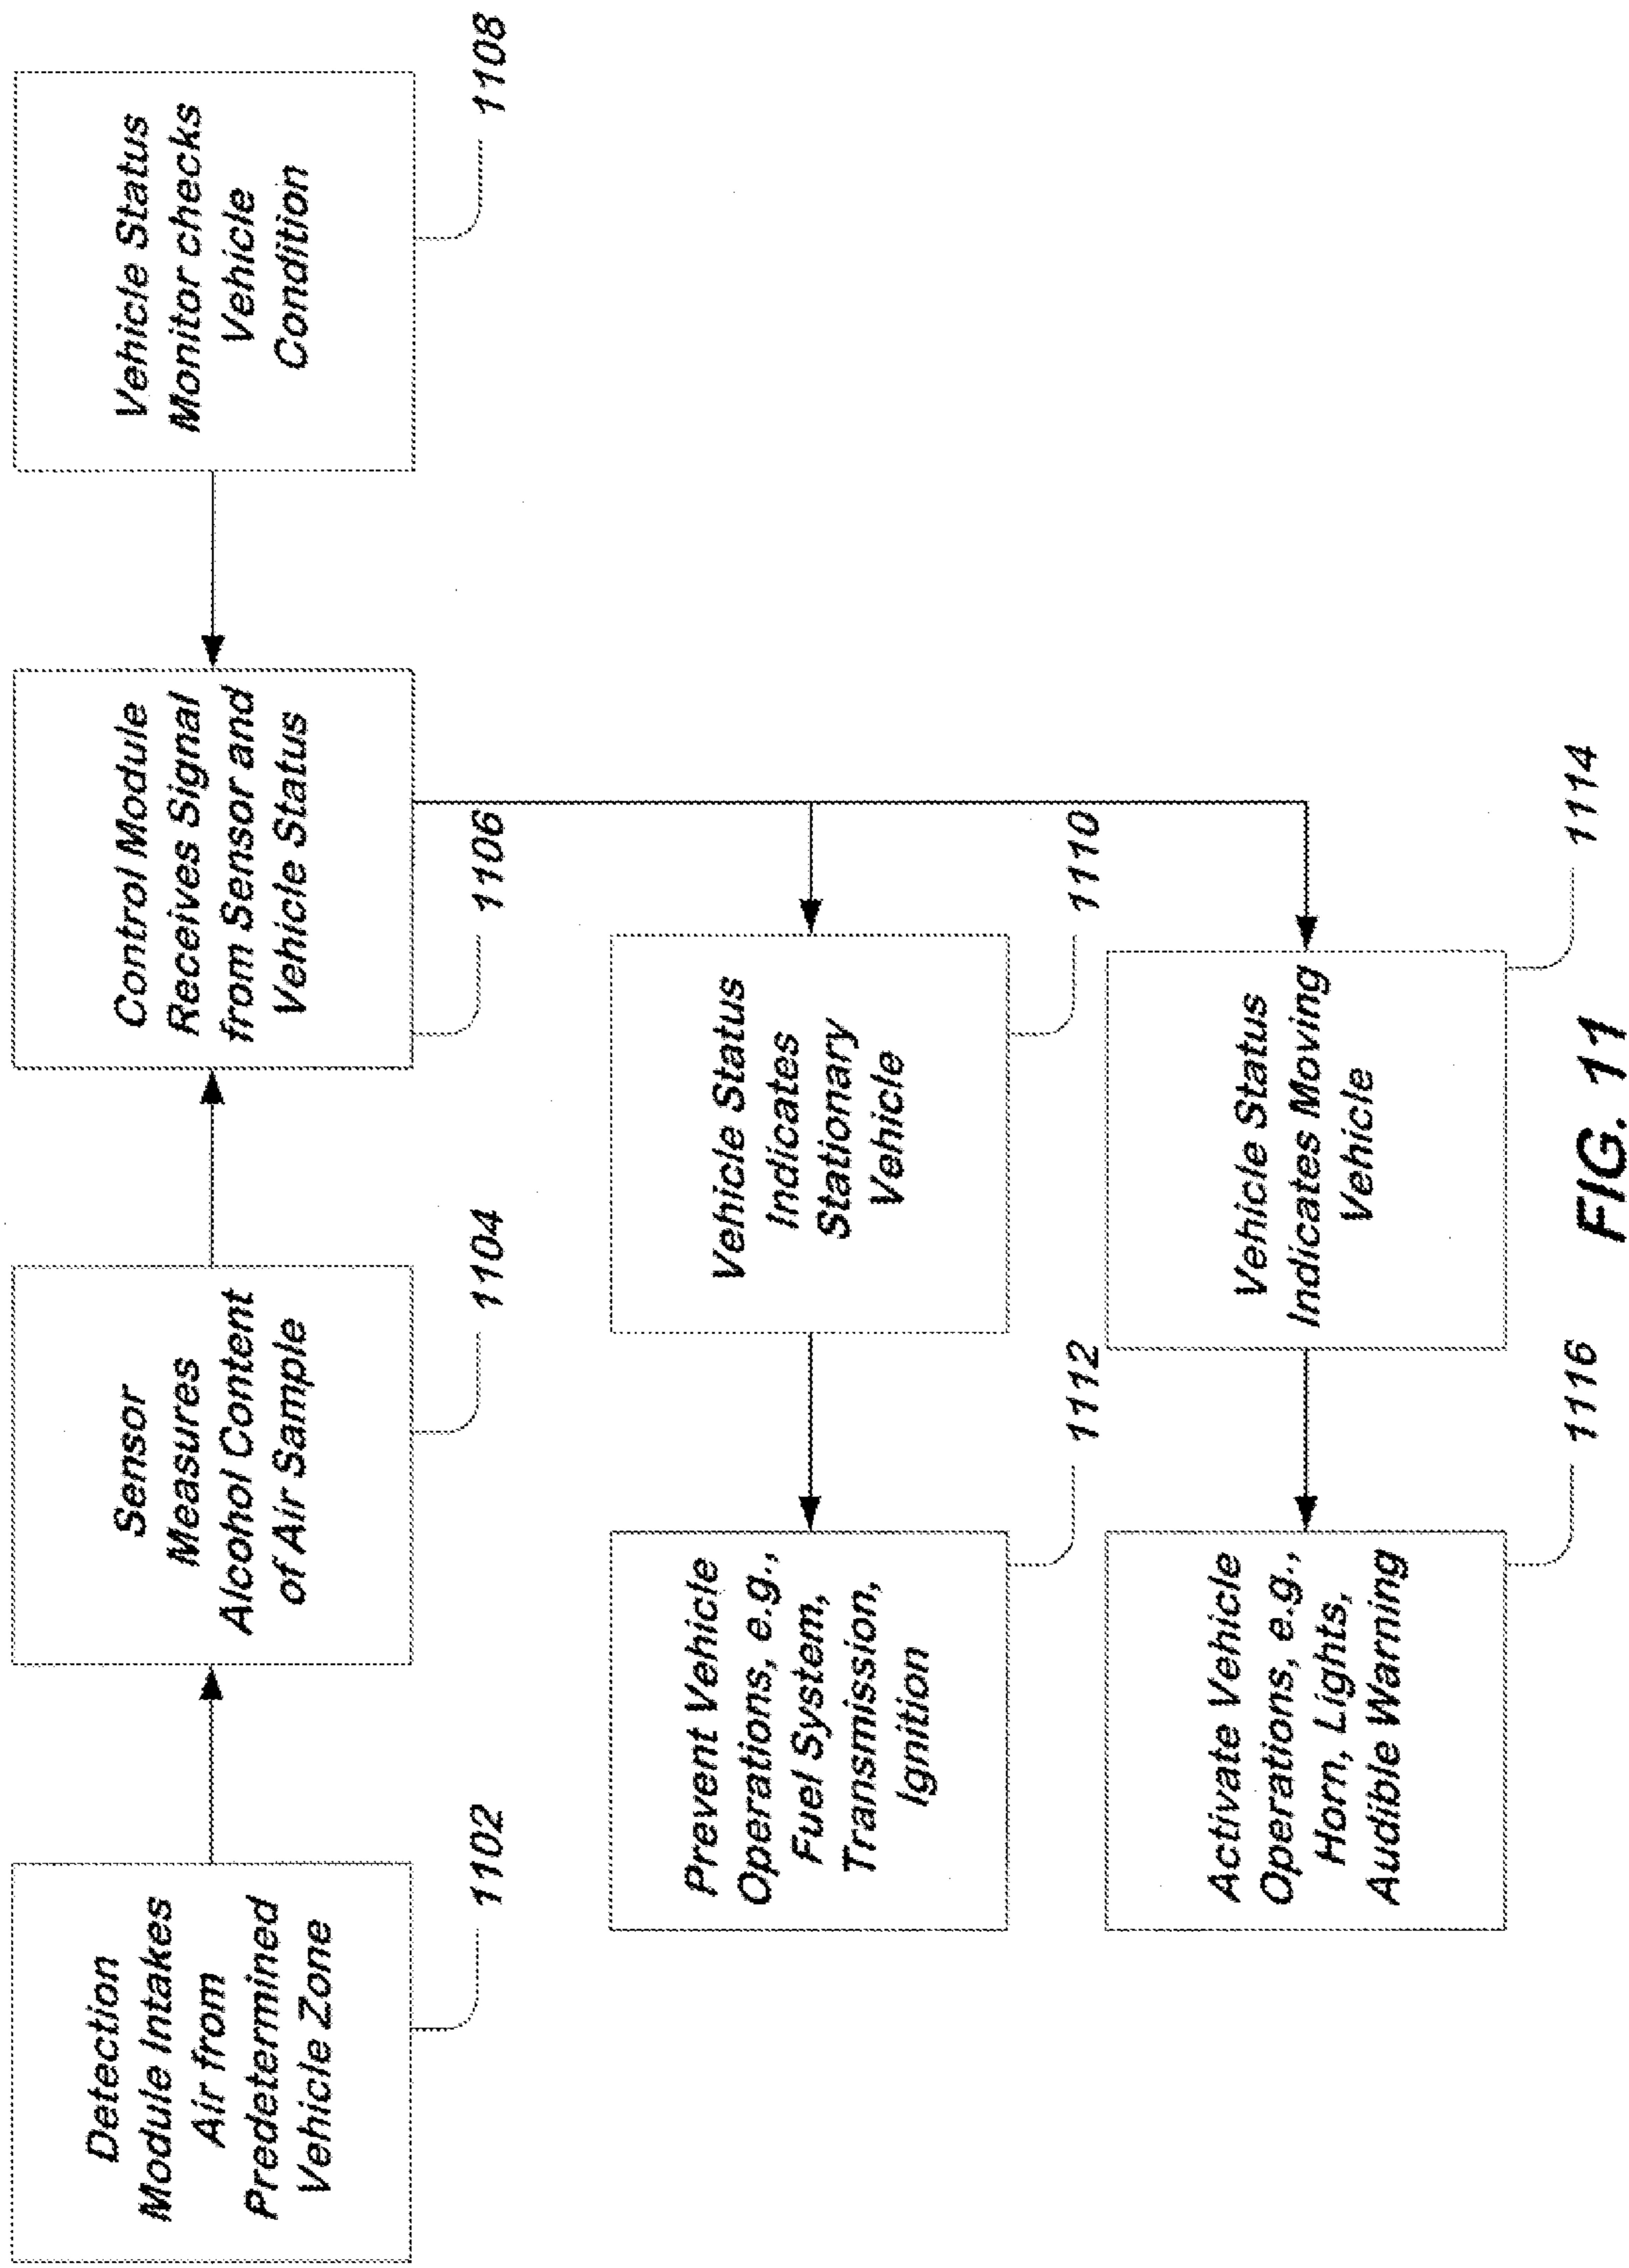 Detection
Module Intakes
Air from
Predetermined
Vehicle Zone
1102
Sensor
Measures
Alcohol Content
of Air Sample
1104
Control Module
Receives Signal
from Sensor and
Vehicle Status
1106
Vehicle Status
Monitor checks
Vehicle
Condition
1108
Prevent Vehicle
Operations, e.g.,
Fuel System,
Transmission,
Ignition
1112
Vehicle Status
Indicates
Stationary
Vehicle
1110
Activate Vehicle
Operations, e.g.,
Horn, Lights,
Audible Warning
1116
Vehicle Status
Indicates Moving
Vehicle
1114
FIG. 11